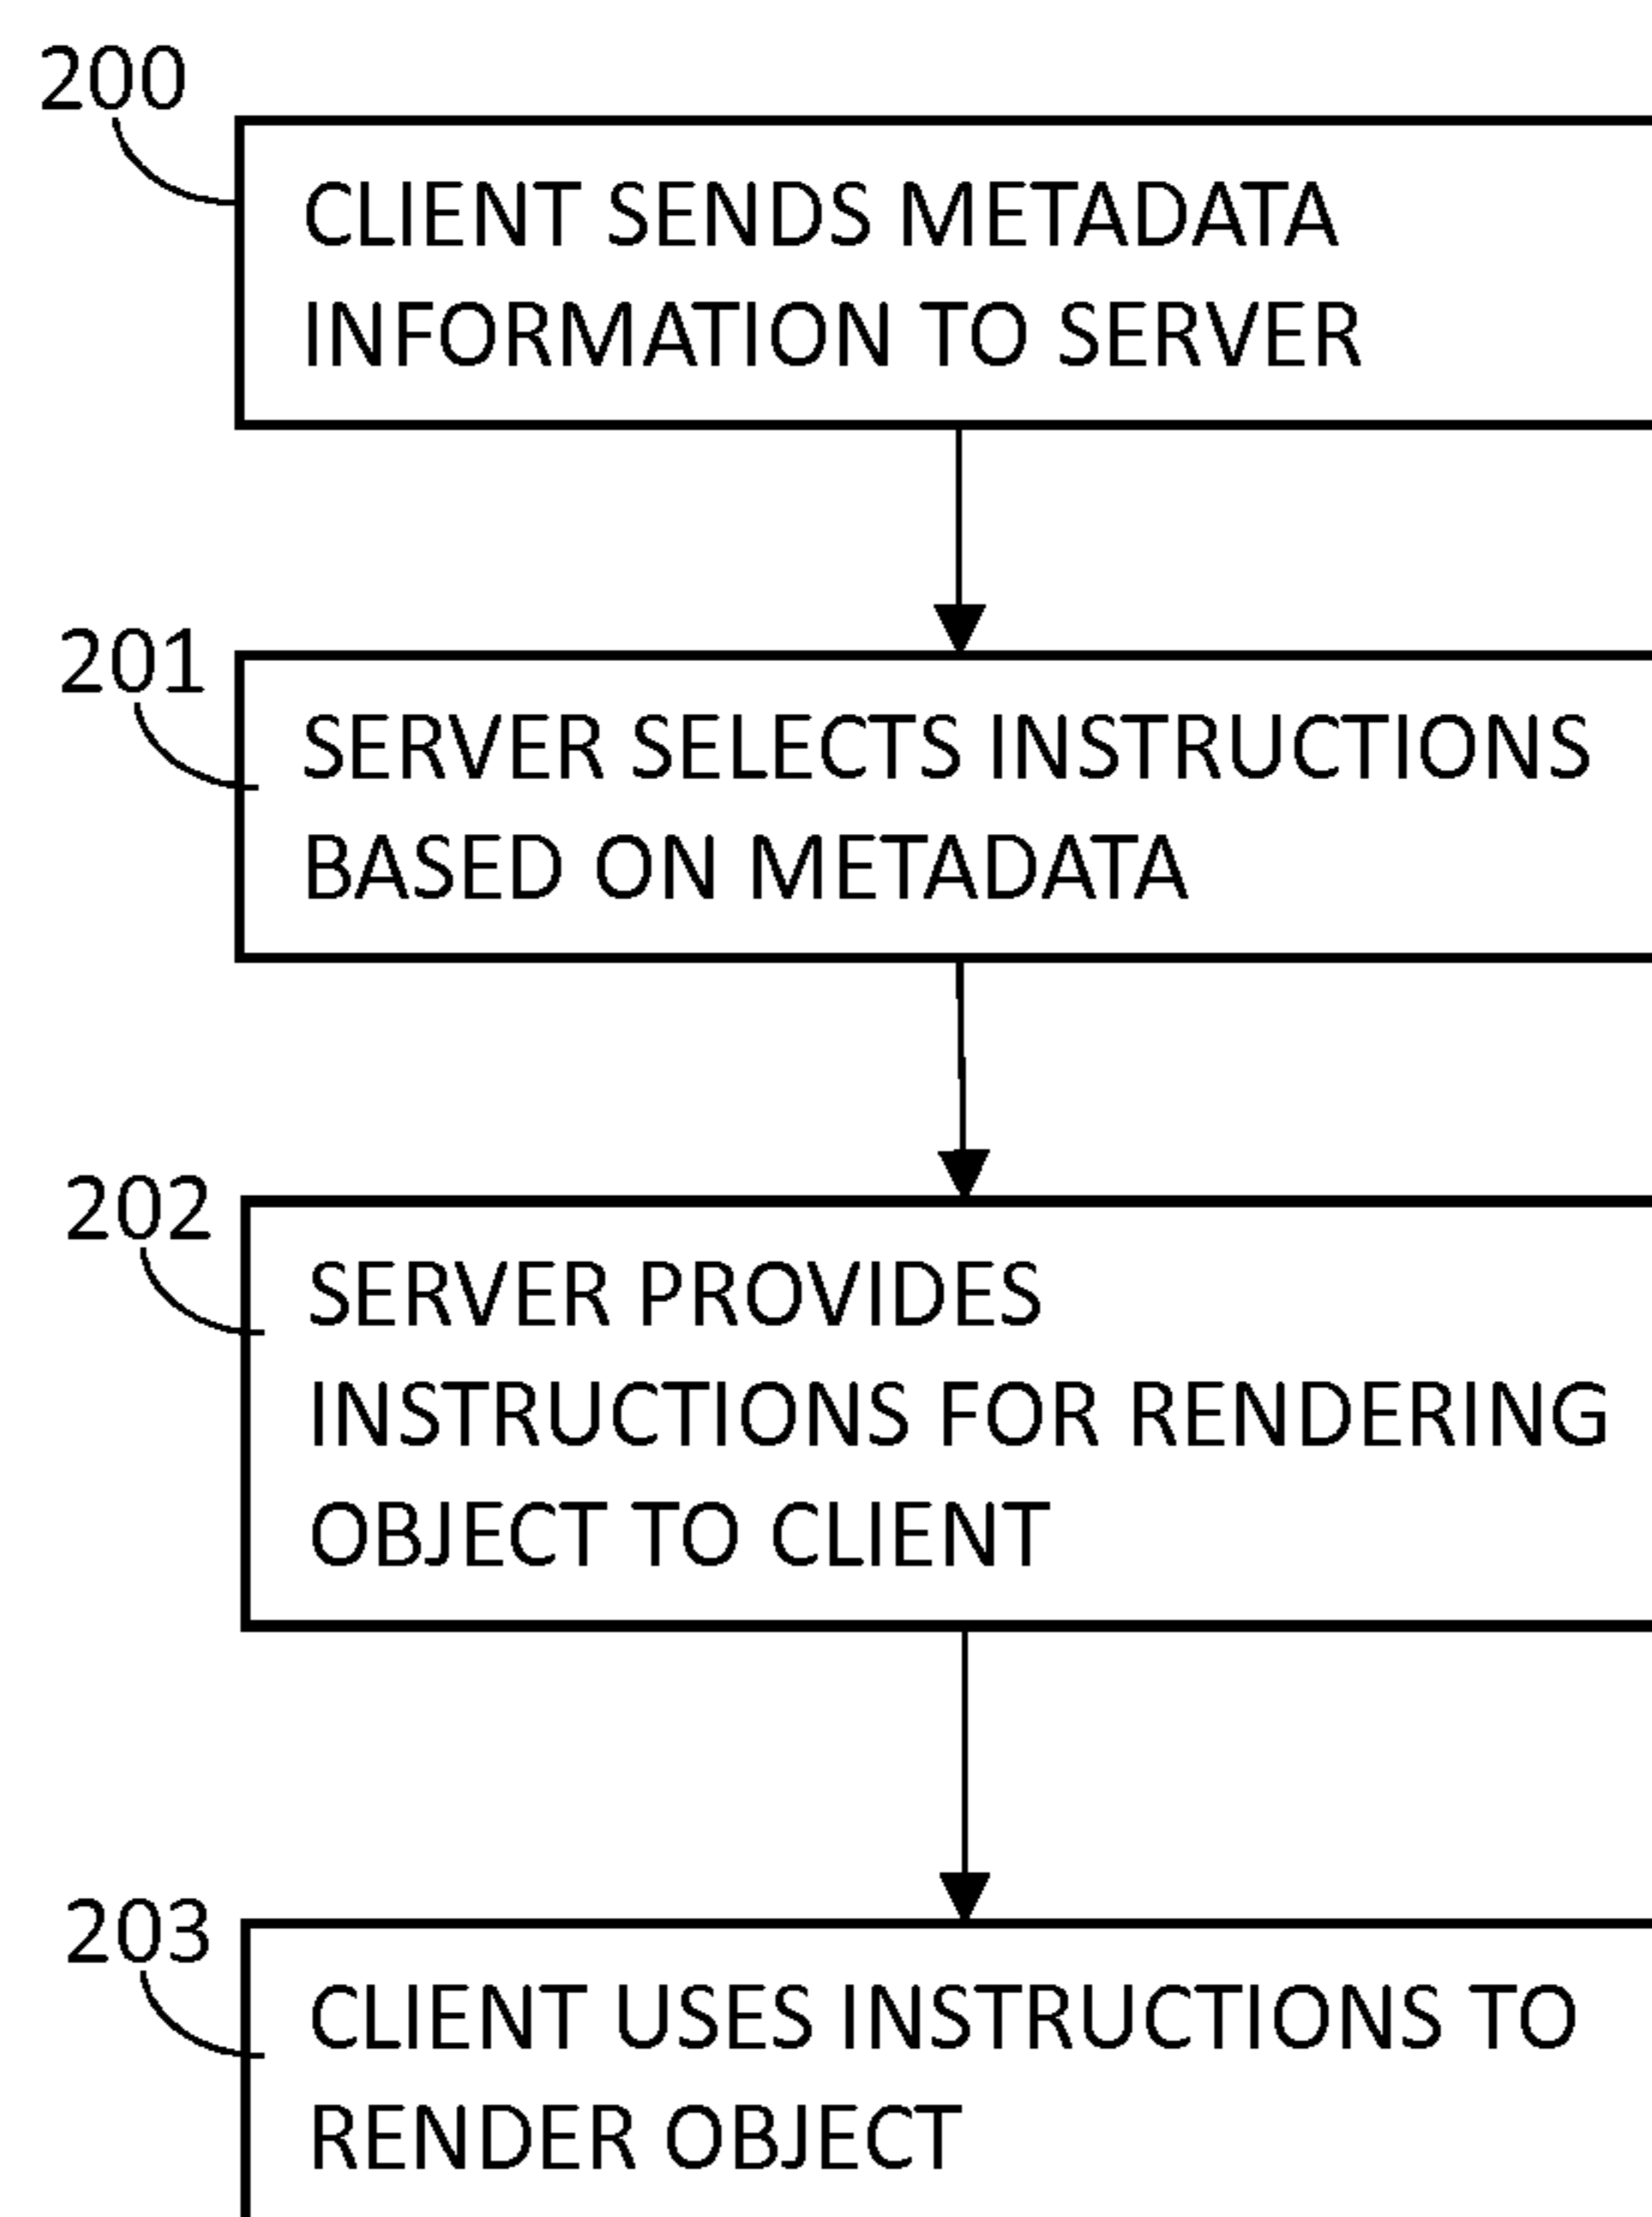 200
CLIENT SENDS METADATA
INFORMATION TO SERVER
201
SERVER SELECTS INSTRUCTIONS
BASED ON METADATA
202
SERVER PROVIDES
INSTRUCTIONS FOR RENDERING
OBJECT TO CLIENT
203
CLIENT USES INSTRUCTIONS TO
RENDER OBJECT